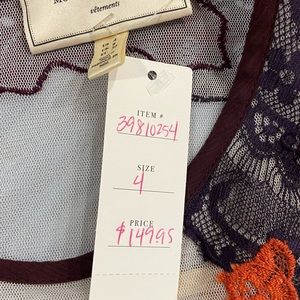 vêtements
ITEM #
39810254
SIZE
4
PRICE
$149.95